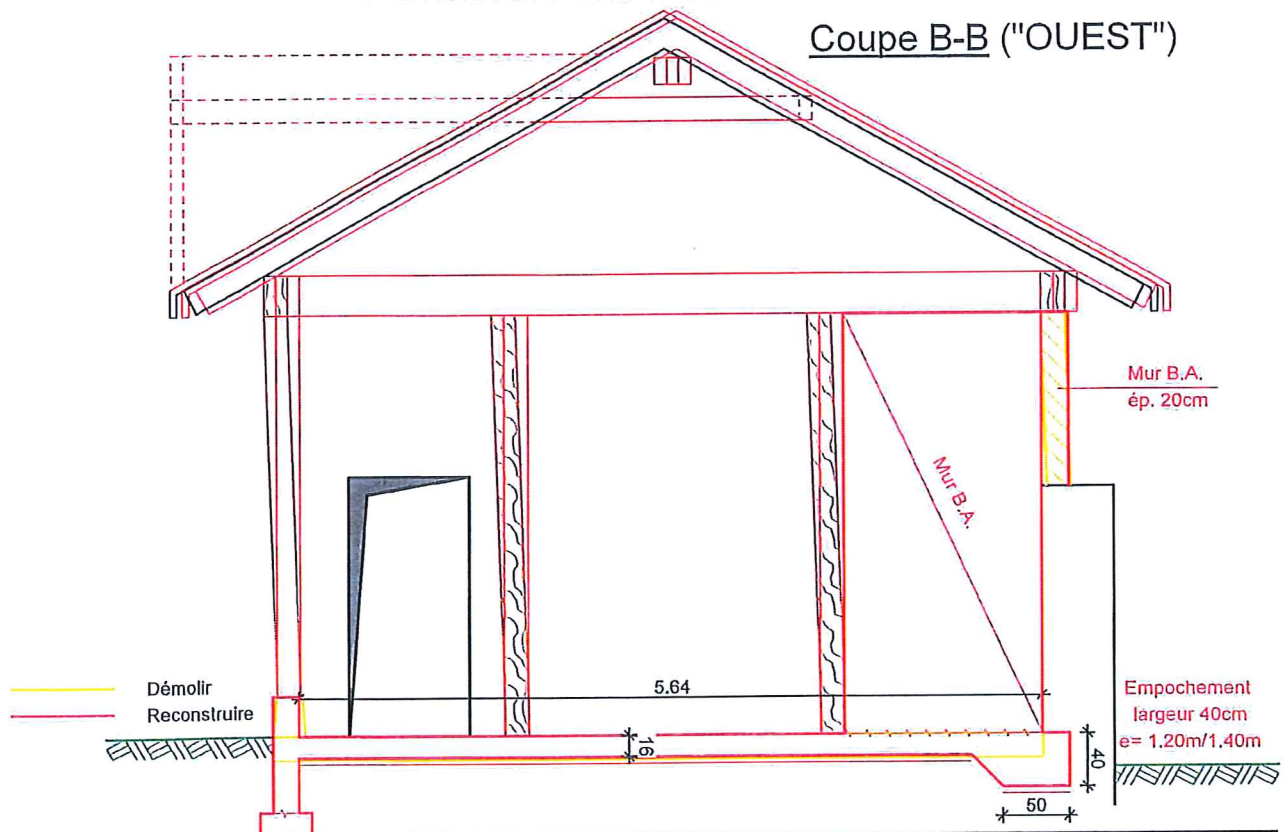 Coupe B-B ("OUEST")
Mur B.A.
ép. 20cm
Mur B.A.
5.64
Démolir
Reconstruire
Empochement
largeur 40cm
e= 1.20m/1.40m
16
40
50